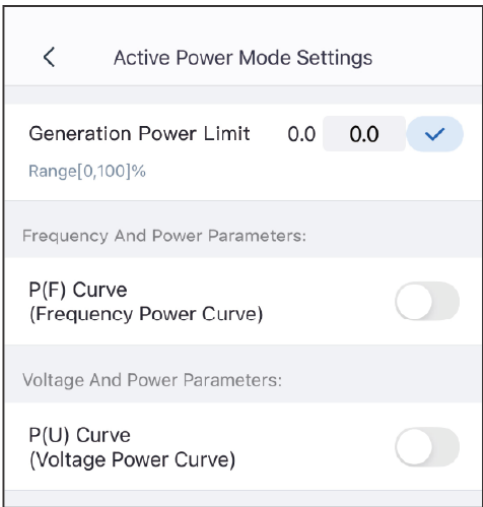 Active Power Mode Settings
Generation Power Limit 0.0 0.0
Range[0,100]%
Frequency And Power Parameters:
P(F) Curve
(Frequency Power Curve)
Voltage And Power Parameters:
P(U) Curve
(Voltage Power Curve)